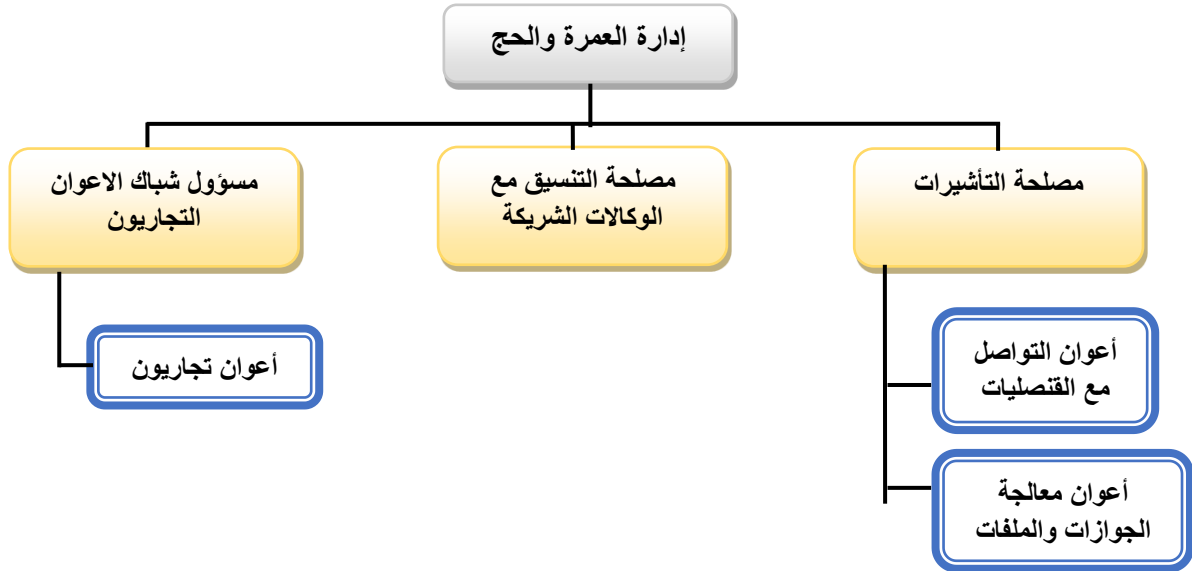 إدارة العمرة والحج
مصلحة التأشيرات
مصلحة التنسيق مع
الوكالات الشريكة
مسؤول شباك الاعوان
التجاريون
أعوان التواصل
مع القنصليات
أعوان معالجة
الجوازات والملفات
أعوان تجاريون